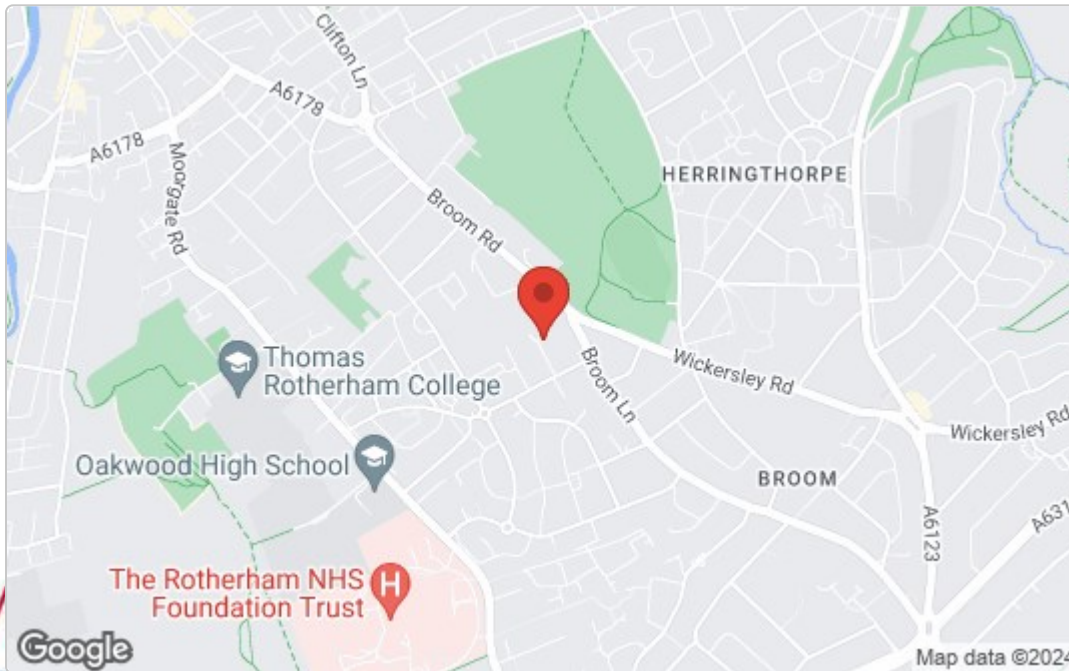 Clifton Ln
A6178
A6178
Moorgate Rd
Broom Rd
HERRINGTHORPE
Thomas
Rotherham College
Wickersley Rd
Broom Ln
Wickersley Rd
Oakwood High School
BROOM
A6123
A631
The Rotherham NHS
Foundation Trust
H
Google
Map data ©2024